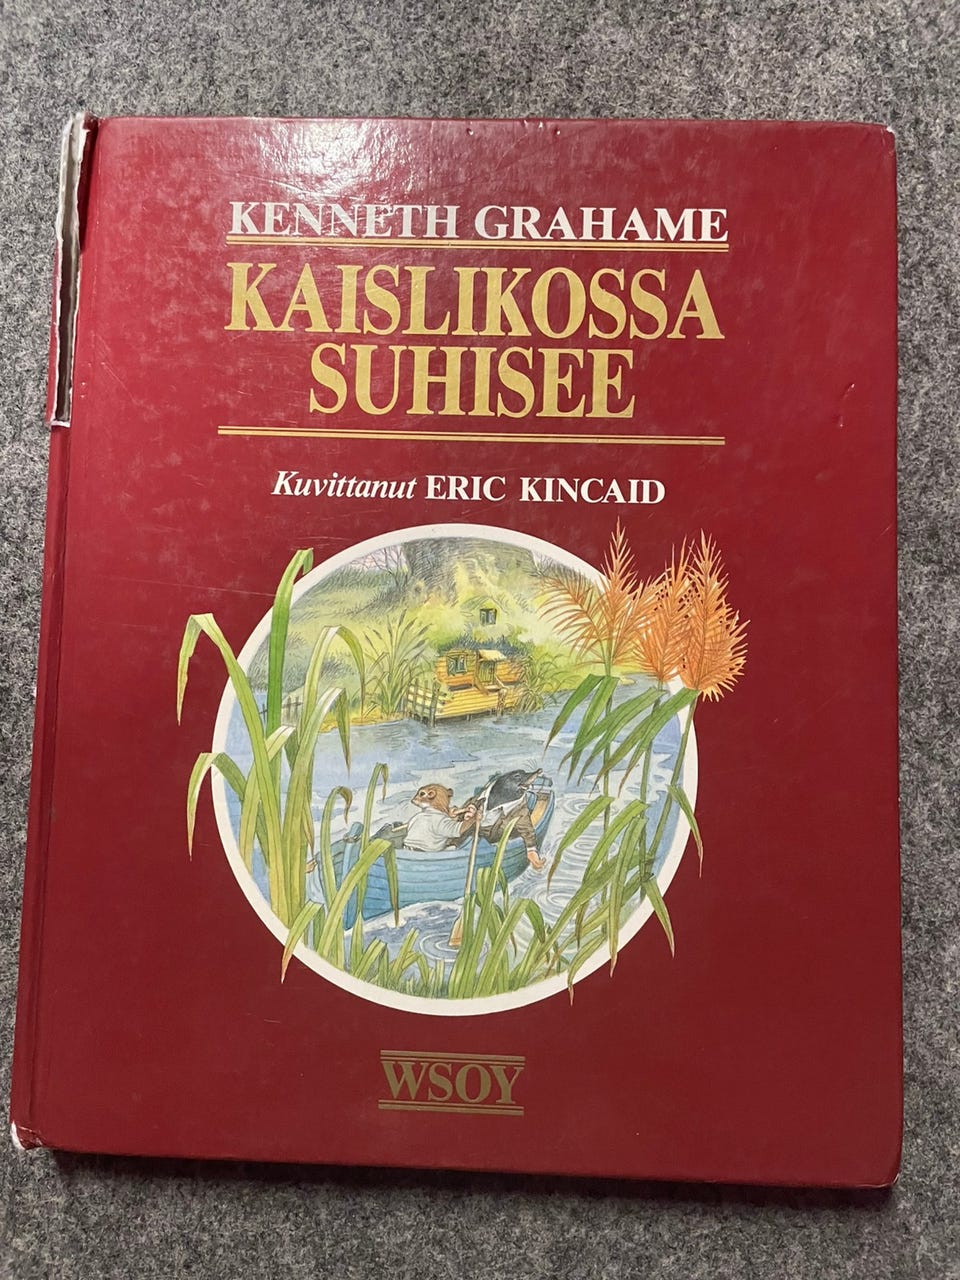 KENNETH GRAHAME
KAISLIKOSSA
SUHISEE
Kuvittanut ERIC KINCAID
WSOY